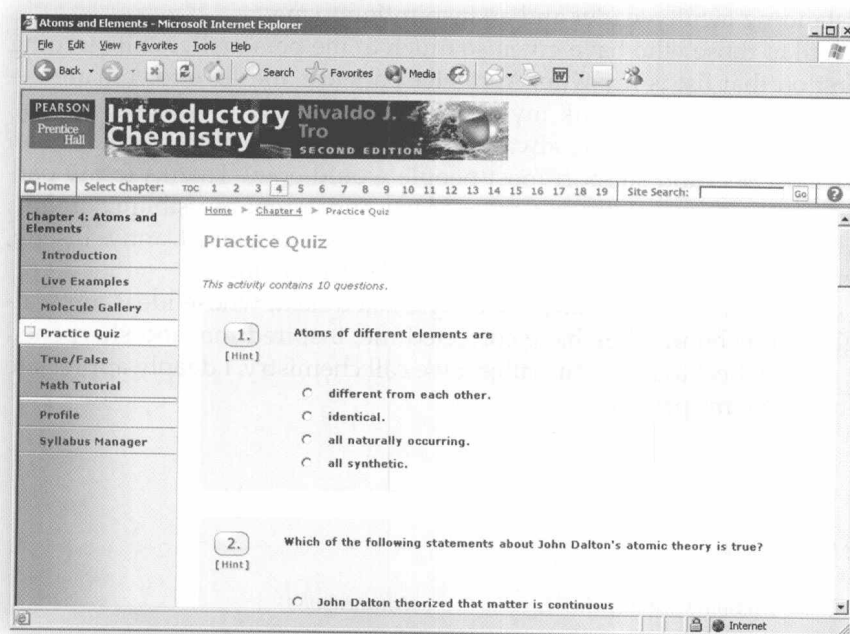 Atoms and Elements - Microsoft Internet Explorer
File Edit View Favorites Tools Help
Back Search Favorites Media
PEARSON
Prentice
Hall
Introductory
Chemistry
Nivaldo J.
Tro
SECOND EDITION
Home Select Chapter: TOC 1 2 3 4 5 6 7 8 9 10 11 12 13 14 15 16 17 18 19 Site Search: Go
Chapter 4: Atoms and
Elements
Introduction
Live Examples
Molecule Gallery
Practice Quiz
True/False
Math Tutorial
Profile
Syllabus Manager
Home > Chapter 4 > Practice Quiz
Practice Quiz
This activity contains 10 questions.
1. Atoms of different elements are
[Hint]
different from each other.
identical.
all naturally occurring.
all synthetic.
2. Which of the following statements about John Dalton's atomic theory is true?
[Hint]
John Dalton theorized that matter is continuous
Internet